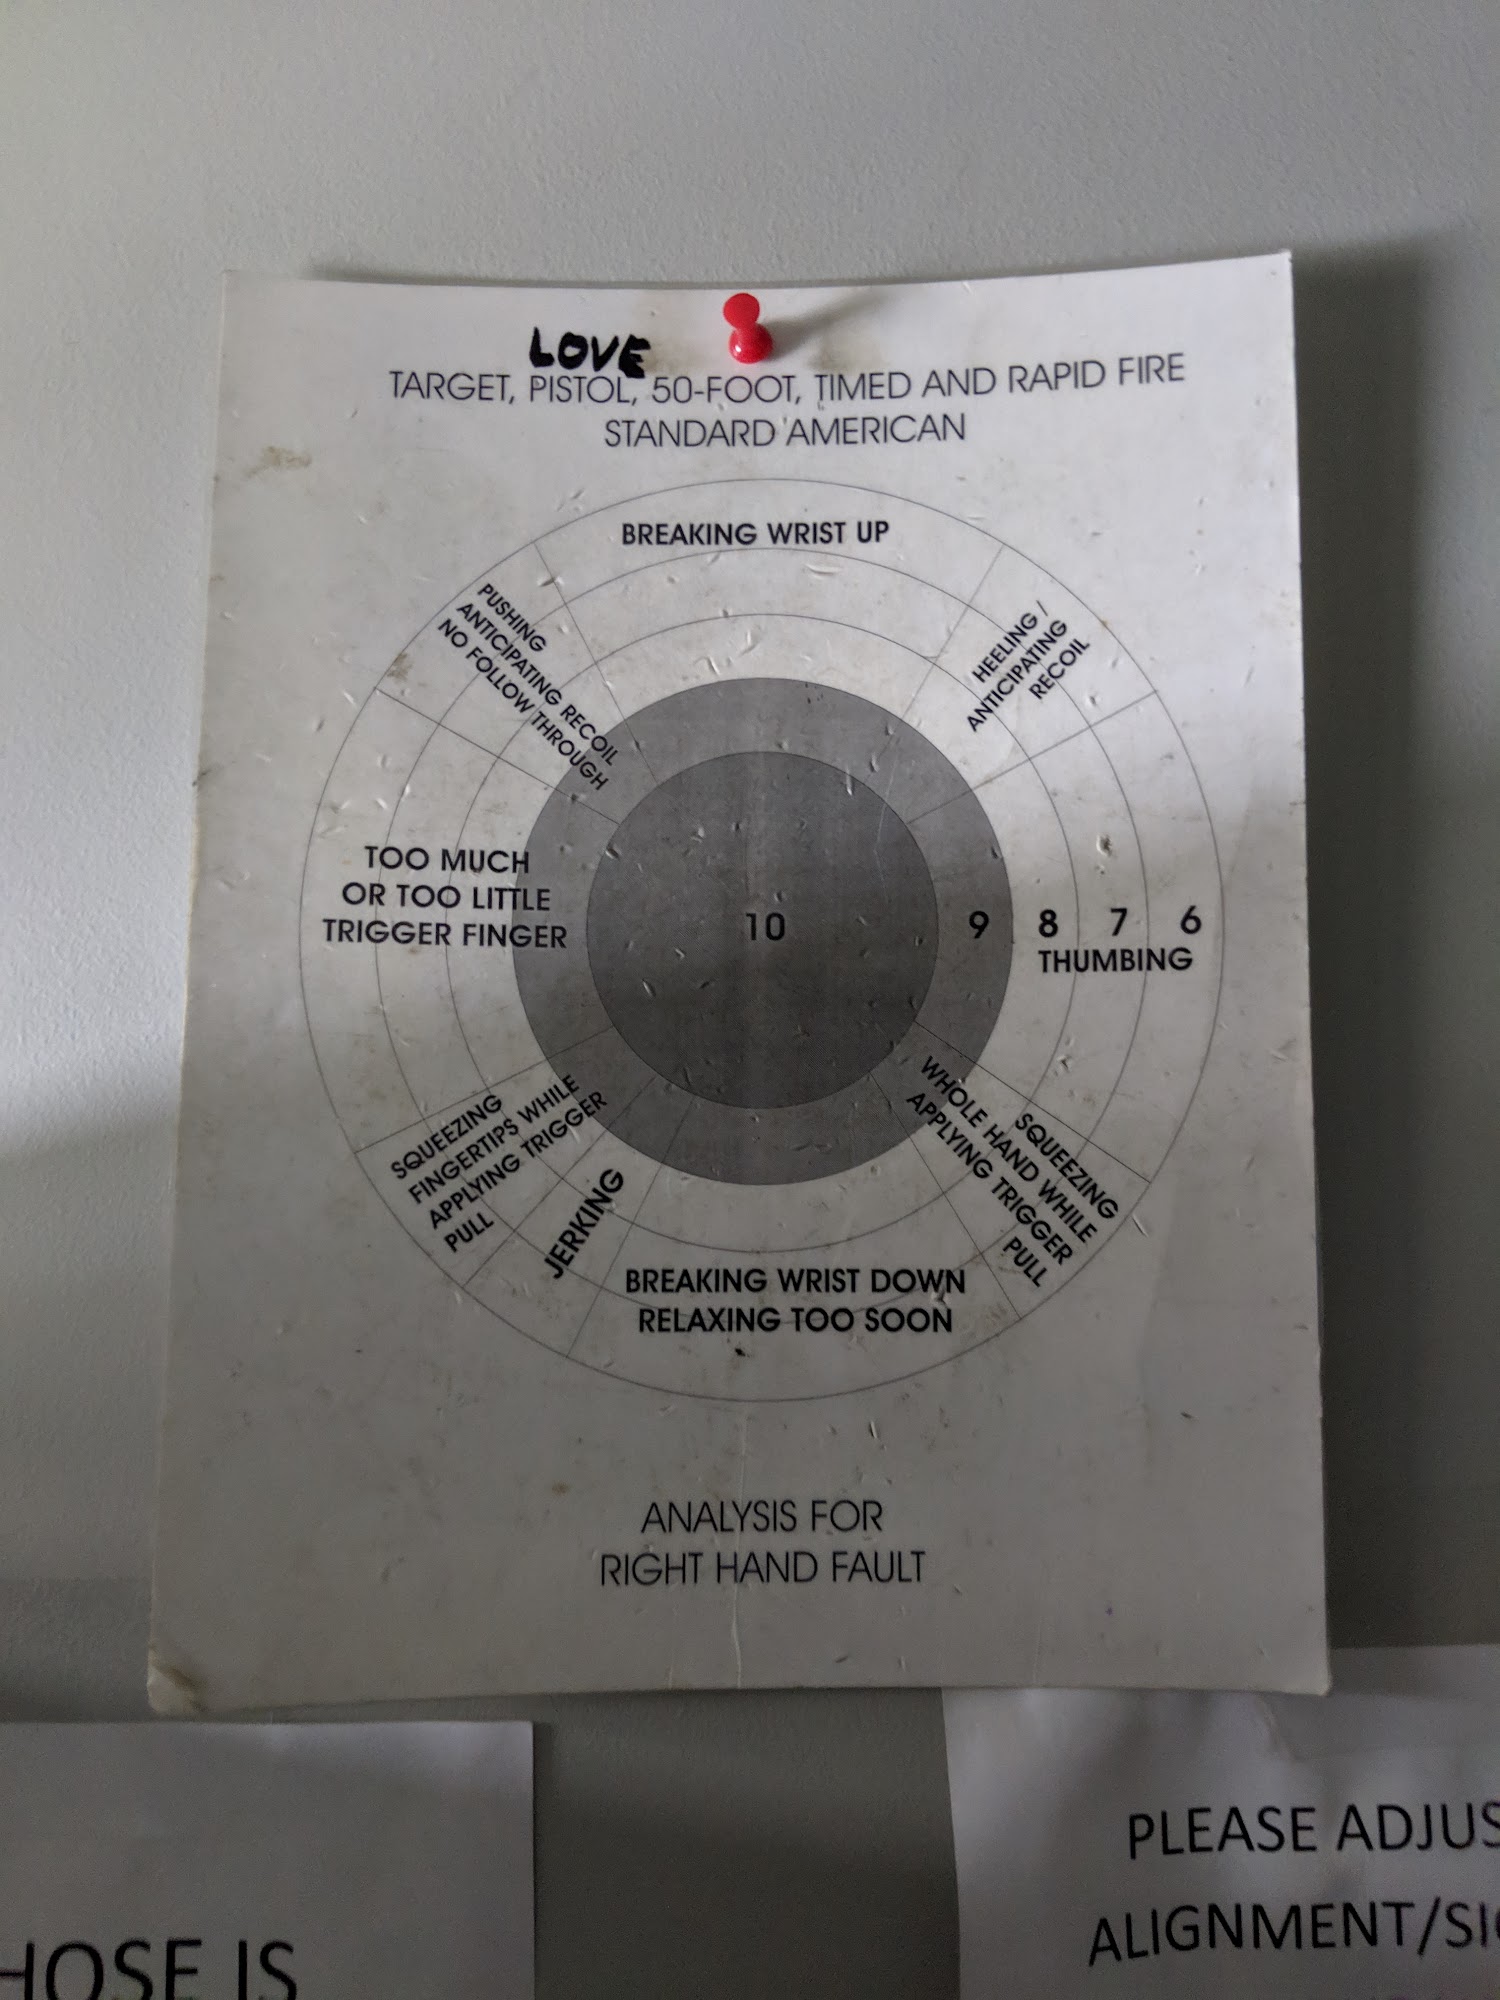 LOVE
TARGET, PISTOL, 50-FOOT, TIMED AND RAPID FIRE
STANDARD AMERICAN
BREAKING WRIST UP
PUSHING
ANTICIPATING RECOIL
NO FOLLOW THROUGH
HEELING /
ANTICIPATING
RECOIL
TOO MUCH
OR TOO LITTLE
TRIGGER FINGER
10 9 8 7 6
THUMBING
SQUEEZING
FINGERTIPS WHILE
APPLYING TRIGGER
PULL
JERKING
BREAKING WRIST DOWN
RELAXING TOO SOON
SQUEEZING
WHOLE HAND WHILE
APPLYING TRIGGER
PULL
ANALYSIS FOR
RIGHT HAND FAULT
HOSE IS
PLEASE ADJUS
ALIGNMENT/SI